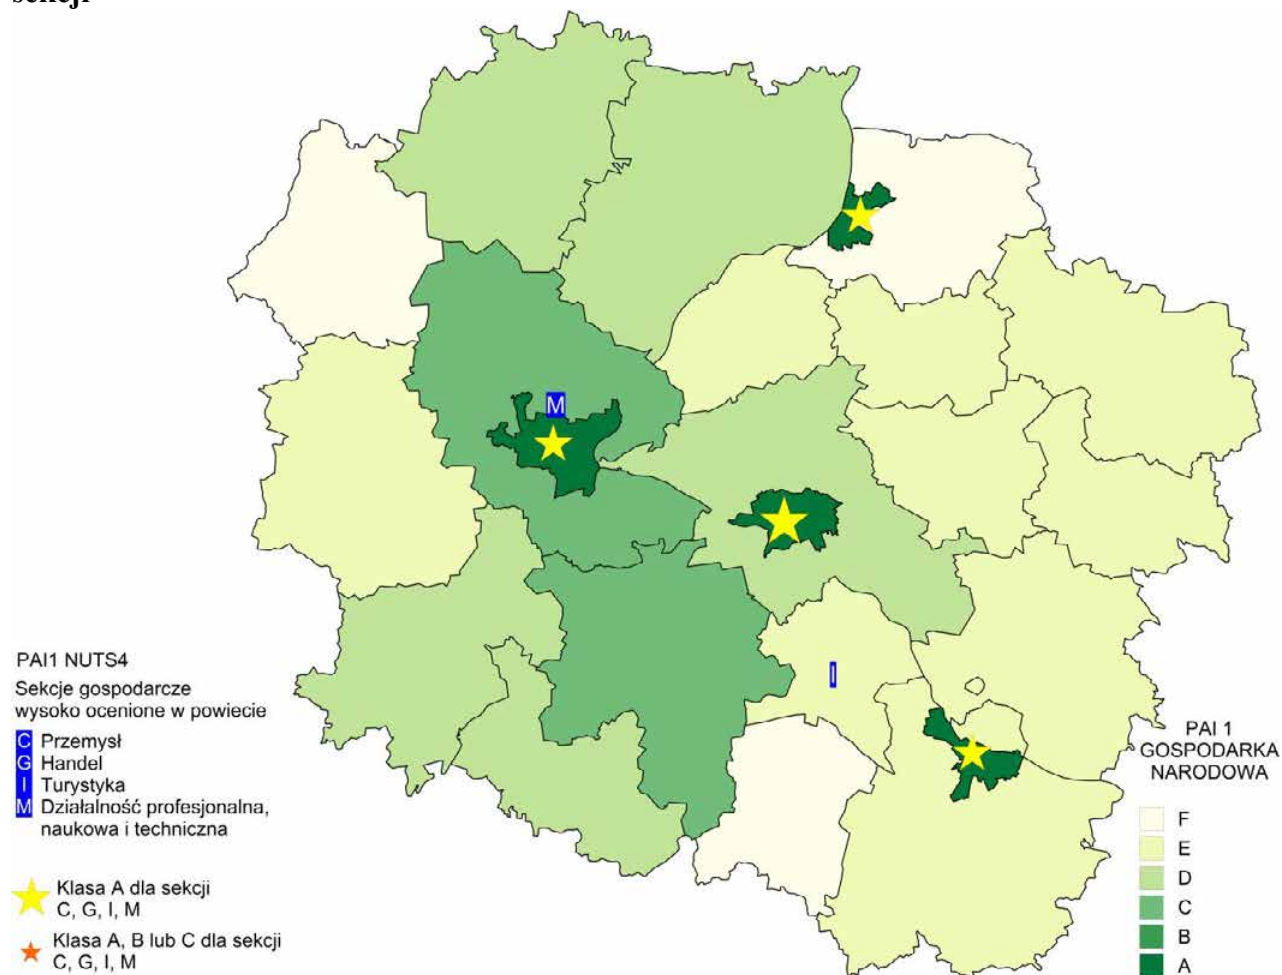 sekcji
M
I
PAI1 NUTS4
Sekcje gospodarcze
wysoko ocenione w powiecie
C Przemysł
G Handel
I Turystyka
M Działalność profesjonalna,
naukowa i techniczna
Klasa A dla sekcji
C, G, I, M
Klasa A, B lub C dla sekcji
C, G, I, M
PAI 1
GOSPODARKA
NARODOWA
F
E
D
C
B
A